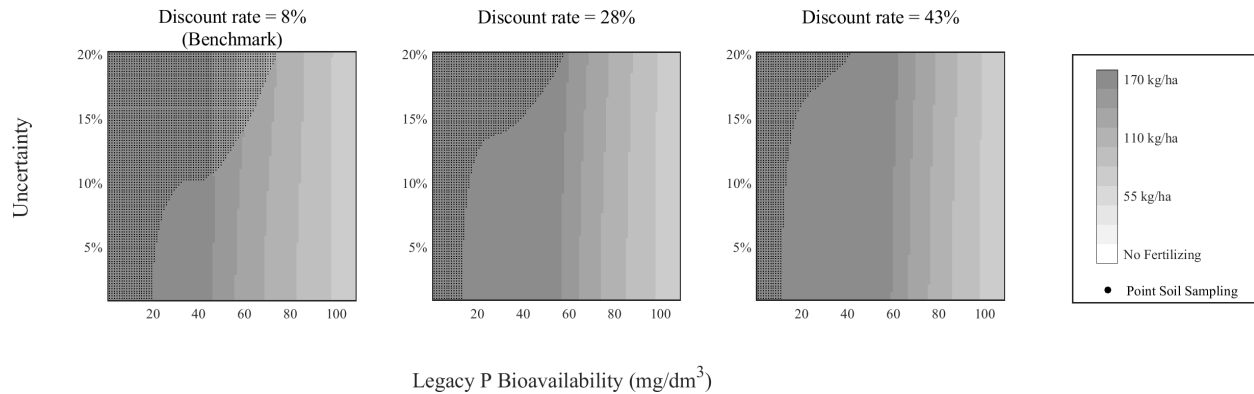 Discount rate = 8%
(Benchmark)
Discount rate = 28%
Discount rate = 43%
Uncertainty
20%
15%
10%
5%
20 40 60 80 100
20%
15%
10%
5%
20 40 60 80 100
20%
15%
10%
5%
20 40 60 80 100
170 kg/ha
110 kg/ha
55 kg/ha
No Fertilizing
Point Soil Sampling
Legacy P Bioavailability (mg/dm³)